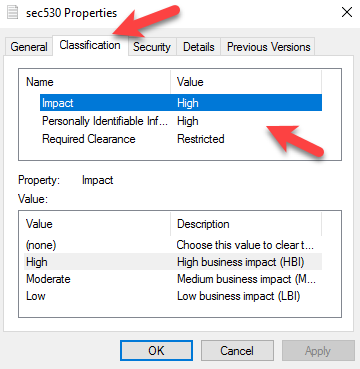 sec530 Properties
General Classification Security Details Previous Versions
Name Value
Impact High
Personally Identifiable Inf... High
Required Clearance Restricted
Property: Impact
Value:
Value Description
(none) Choose this value to clear t...
High High business impact (HBI)
Moderate Medium business impact (M...
Low Low business impact (LBI)
OK Cancel Apply